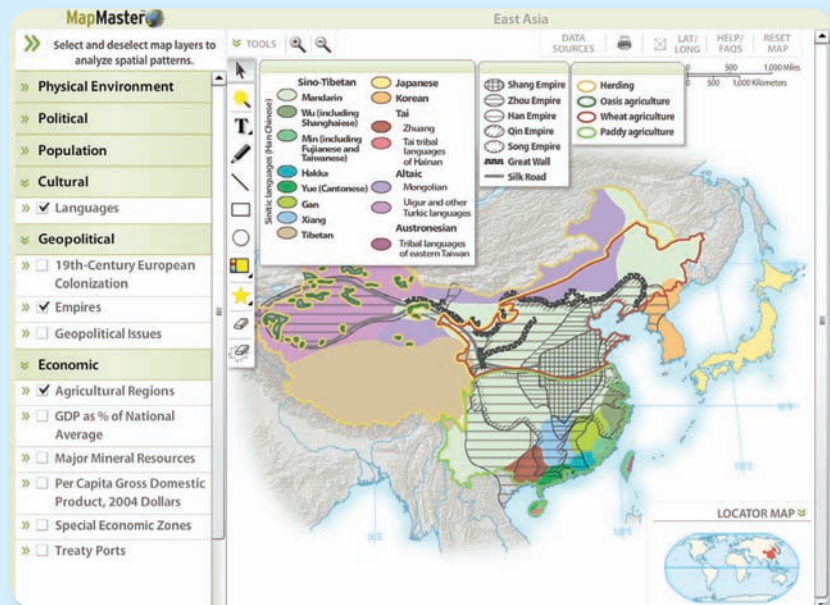 MapMaster
East Asia
Select and deselect map layers to
analyze spatial patterns.
TOOLS
DATA
SOURCES
LAT/
LONG
HELP/
FAQS
RESET
MAP
Physical Environment
Political
Population
Cultural
Languages
Geopolitical
19th-Century European
Colonization
Empires
Geopolitical Issues
Economic
Agricultural Regions
GDP as % of National
Average
Major Mineral Resources
Per Capita Gross Domestic
Product, 2004 Dollars
Special Economic Zones
Treaty Ports
T
Sinitic languages (Han Chinese)
Sino-Tibetan
Mandarin
Wu (including
Shanghaiese)
Min (including
Fujianese and
Taiwanese)
Hakka
Yue (Cantonese)
Gan
Xiang
Tibetan
Japanese
Korean
Tai
Zhuang
Tai tribal
languages
of Hainan
Altaic
Mongolian
Uigur and other
Turkic languages
Austronesian
Tribal languages
of eastern Taiwan
Shang Empire
Zhou Empire
Han Empire
Qin Empire
Song Empire
Great Wall
Silk Road
Herding
Oasis agriculture
Wheat agriculture
Paddy agriculture
0 500 1,000 Miles
500 1,000 Kilometers
LOCATOR MAP